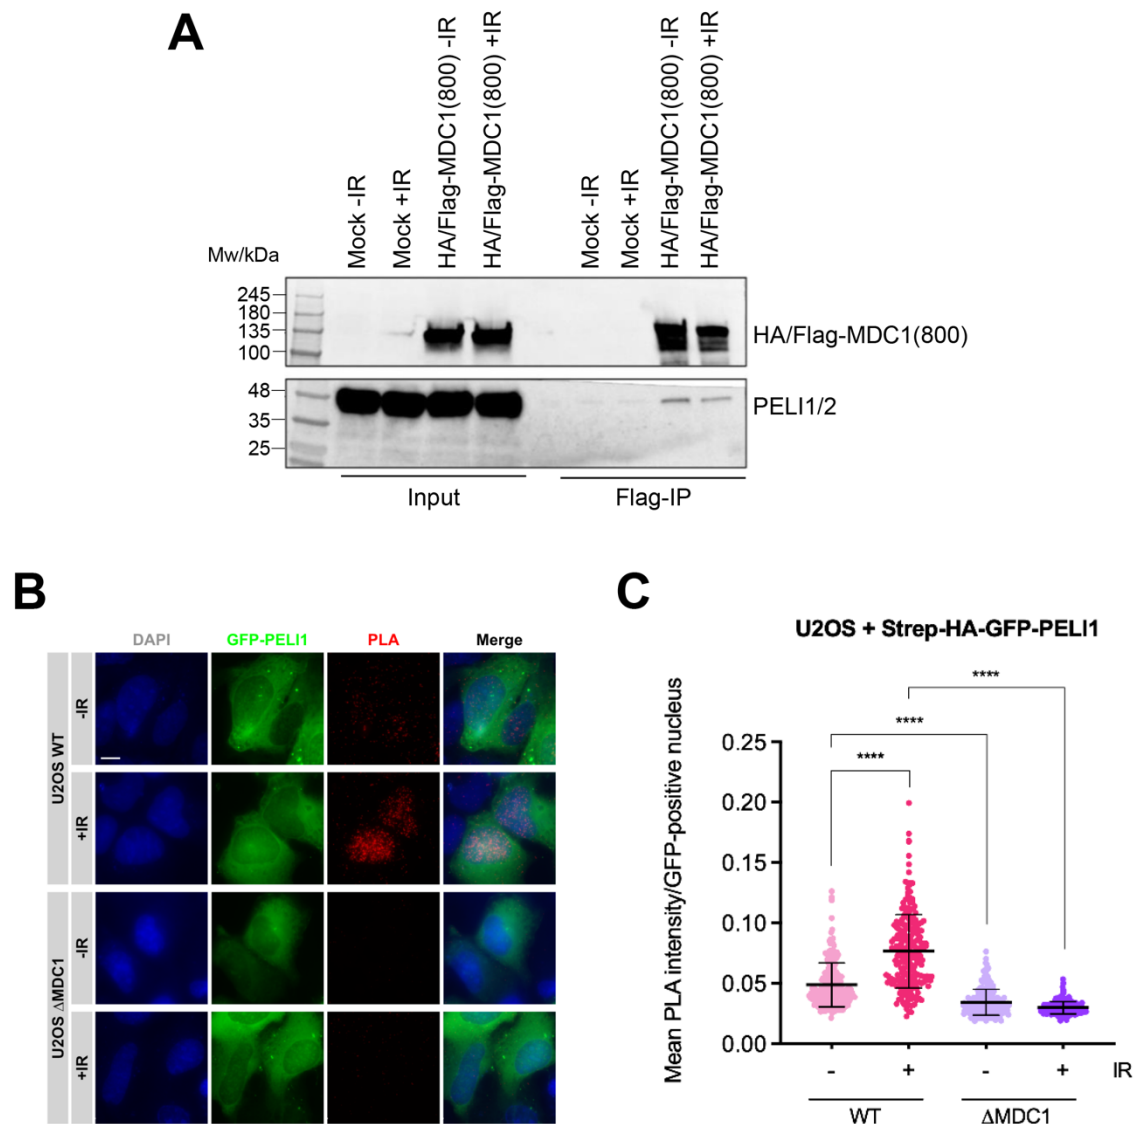 A
Mock -IR
Mock +IR
HA/Flag-MDC1(800) -IR
HA/Flag-MDC1(800) +IR
Mock -IR
Mock +IR
HA/Flag-MDC1(800) -IR
HA/Flag-MDC1(800) +IR
Mw/kDa
245
180
135
100
HA/Flag-MDC1(800)
48
35
25
PELI1/2
Input
Flag-IP
B
DAPI
GFP-PELI1
PLA
Merge
U2OS WT
-IR
+IR
U2OS ΔMDC1
-IR
+IR
C
U2OS + Strep-HA-GFP-PELI1
Mean PLA intensity/GFP-positive nucleus
****
****
****
0.25
0.20
0.15
0.10
0.05
0.00
- + - + IR
WT ΔMDC1